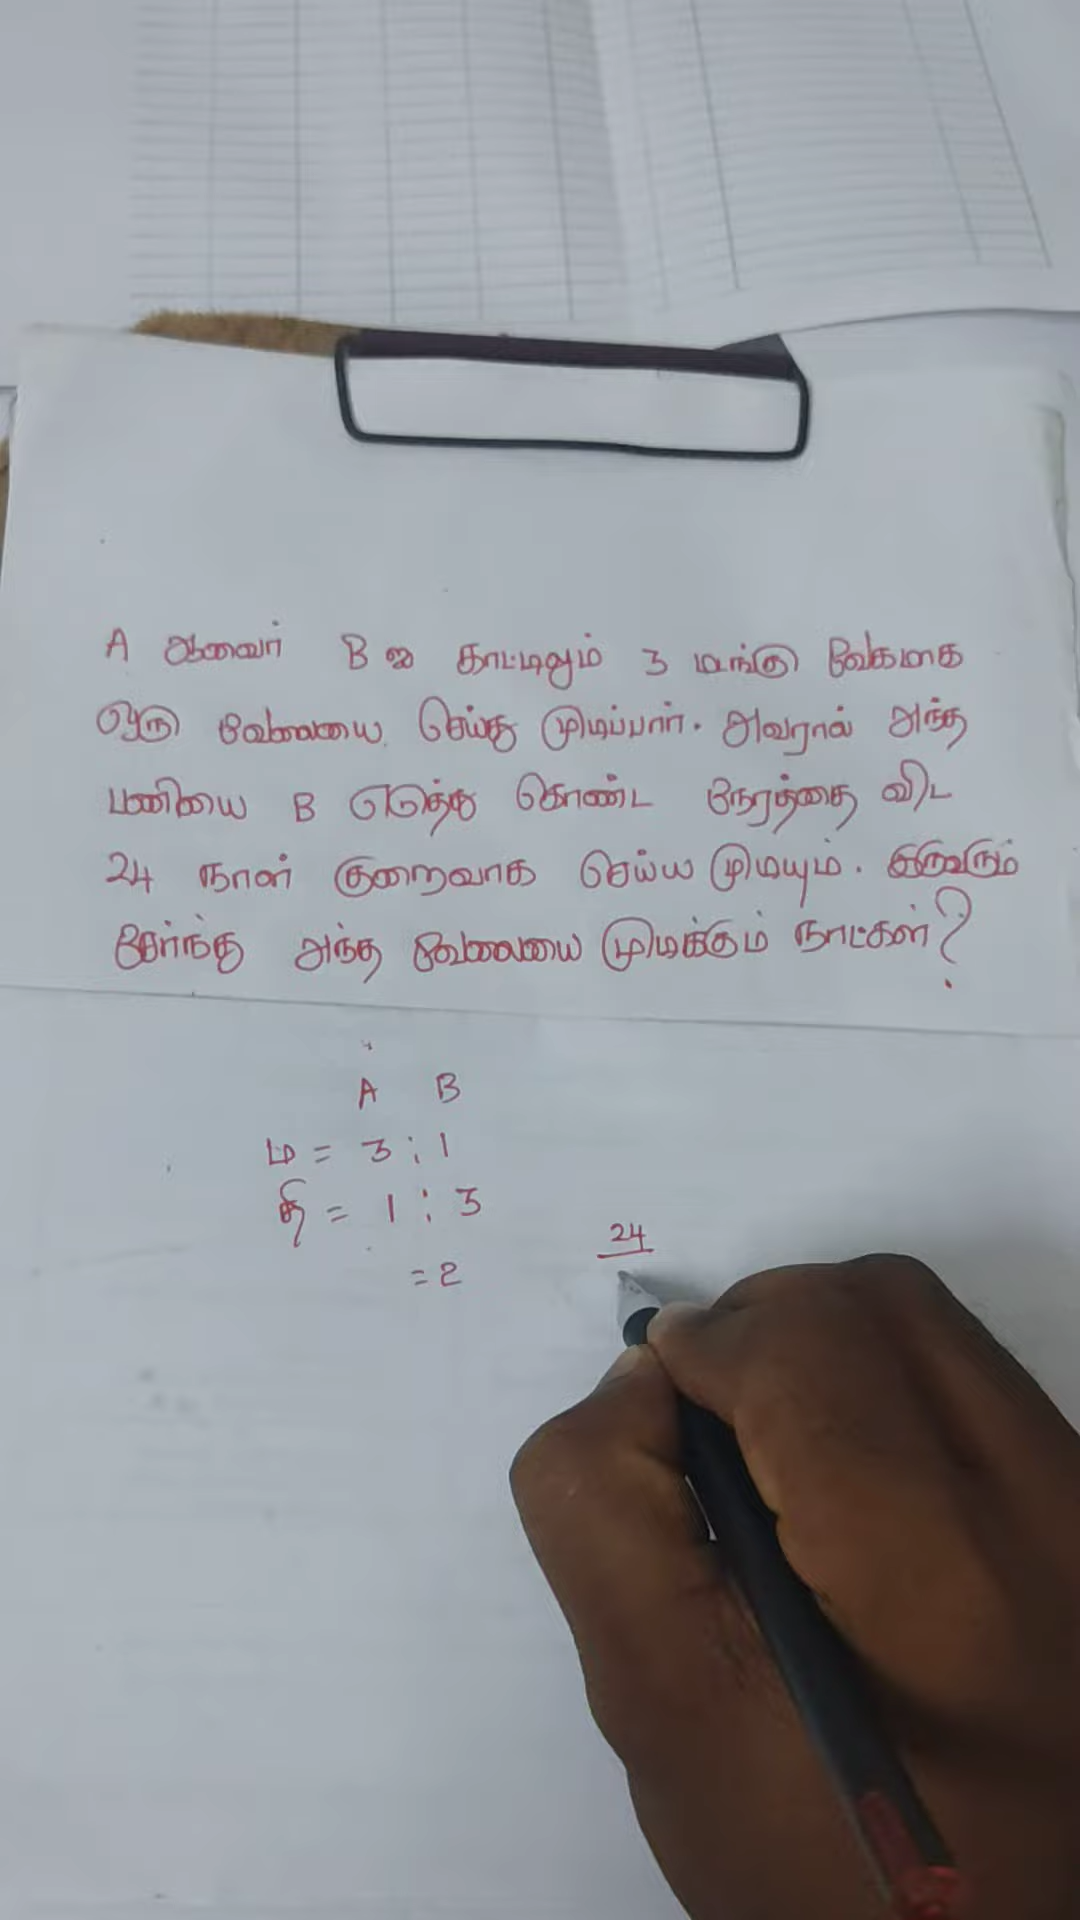 A ஆனவர் B ஐ காட்டிலும் 3 மடங்கு வேகமாக
ஒரு வேலையை செய்து முடிப்பார். அவரால் அந்த
பணியை B எடுத்து கொண்ட நேரத்தை விட
24 நாள் குறைவாக செய்ய முடியும். இருவரும்
சேர்ந்து அந்த வேலையை முடிக்கும் நாட்கள்?
A B
ம = 3 : 1
தி = 1 : 3
= 2
24